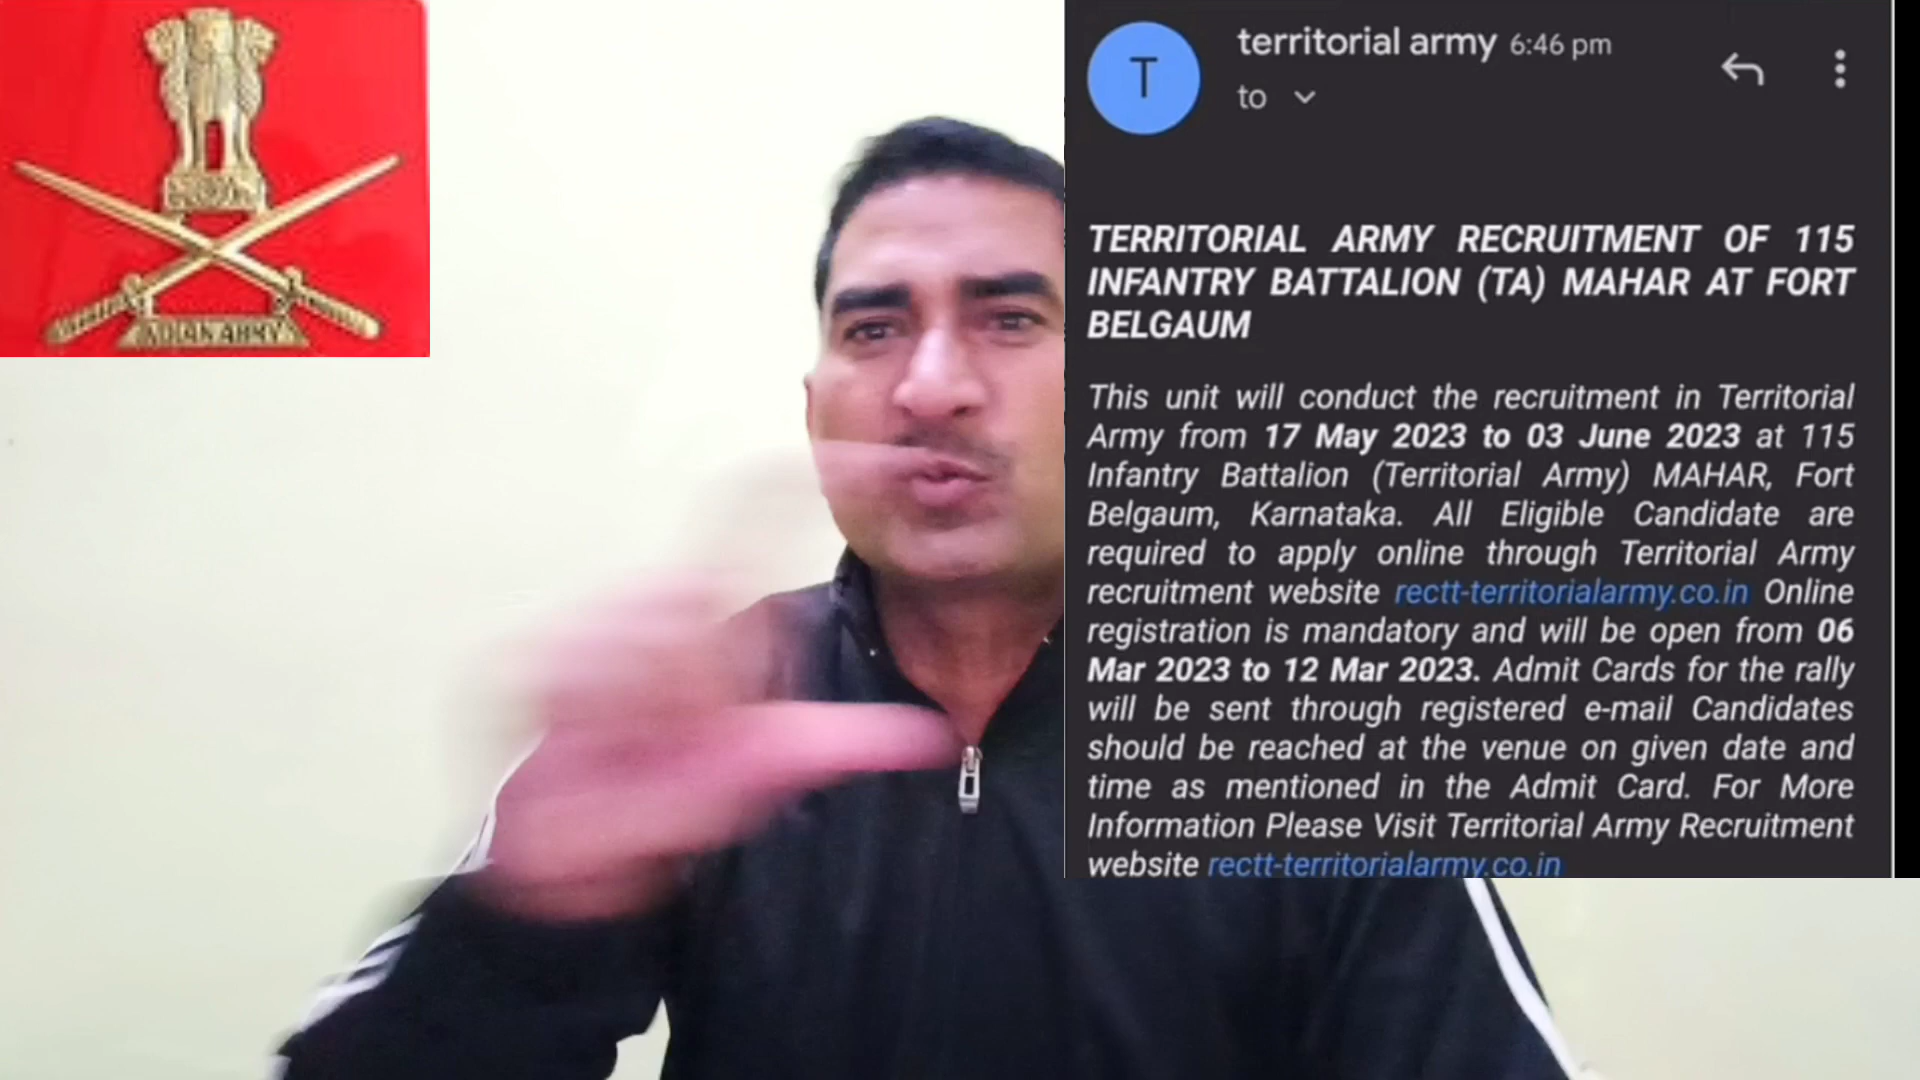 INDIAN ARMY
territorial army 6:46 pm
T
to
TERRITORIAL ARMY RECRUITMENT OF 115
INFANTRY BATTALION (TA) MAHAR AT FORT
BELGAUM
This unit will conduct the recruitment in Territorial
Army from 17 May 2023 to 03 June 2023 at 115
Infantry Battalion (Territorial Army) MAHAR, Fort
Belgaum, Karnataka. All Eligible Candidate are
required to apply online through Territorial Army
recruitment website rectt-territorialarmy.co.in Online
registration is mandatory and will be open from 06
Mar 2023 to 12 Mar 2023. Admit Cards for the rally
will be sent through registered e-mail Candidates
should be reached at the venue on given date and
time as mentioned in the Admit Card. For More
Information Please Visit Territorial Army Recruitment
website rectt-territorialarmy.co.in